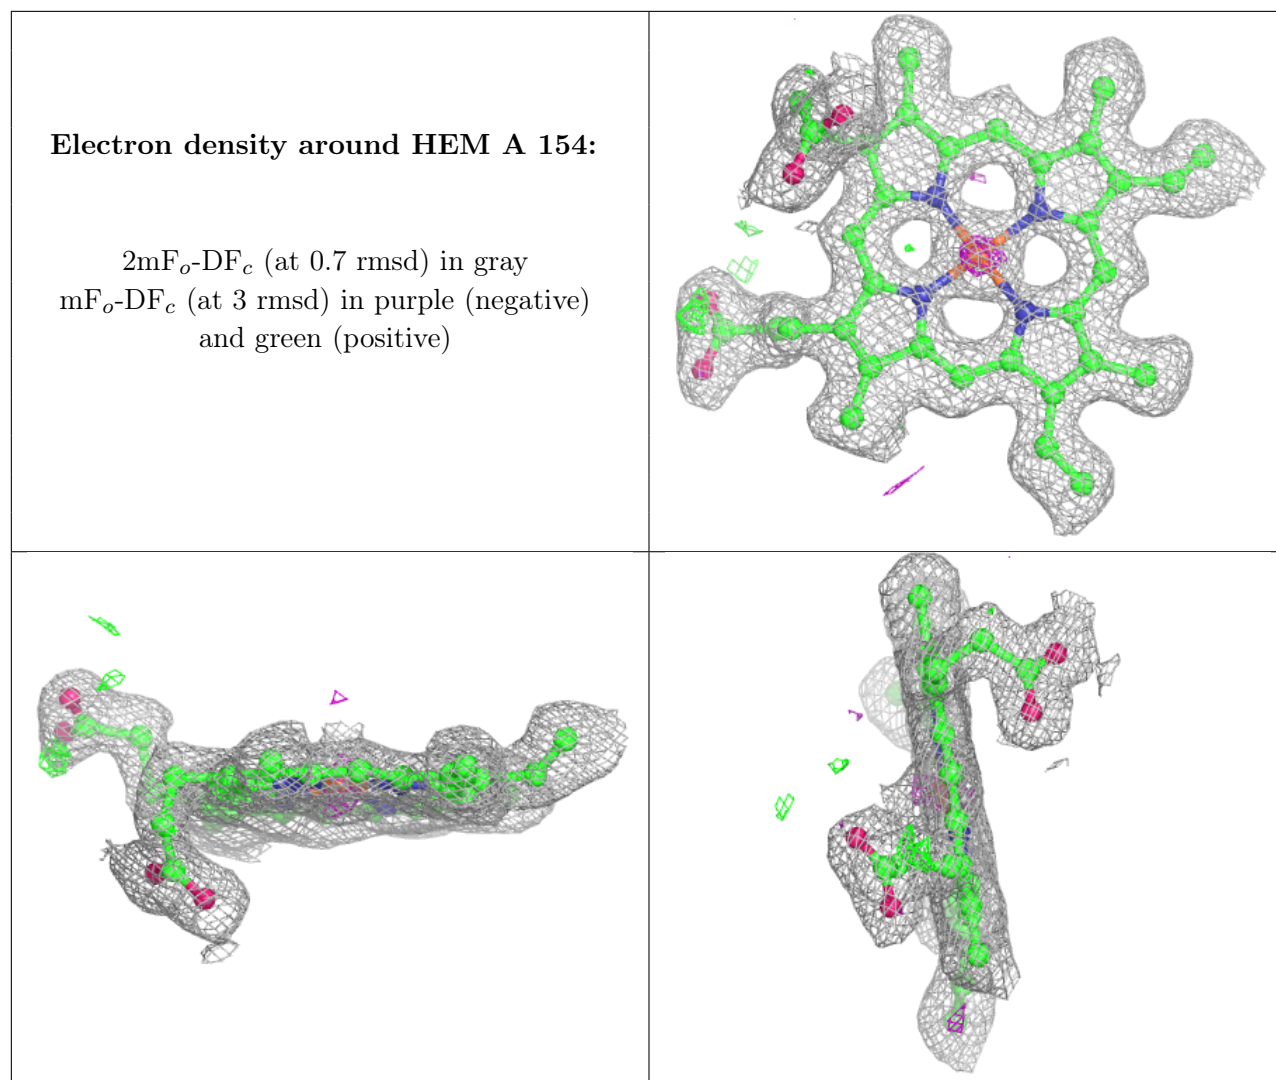 Electron density around HEM A 154:
2mFo-DFc (at 0.7 rmsd) in gray
mFo-DFc (at 3 rmsd) in purple (negative)
and green (positive)